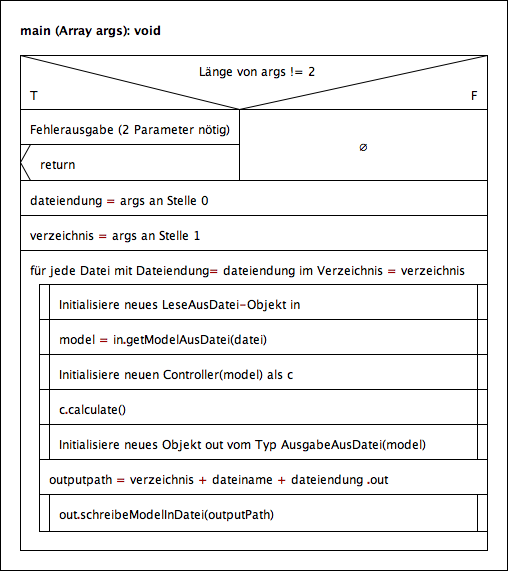 main (Array args): void
Länge von args != 2
T
F
Fehlerausgabe (2 Parameter nötig)
∅
return
dateiendung = args an Stelle 0
verzeichnis = args an Stelle 1
für jede Datei mit Dateiendung= dateiendung im Verzeichnis = verzeichnis
Initialisiere neues LeseAusDatei-Objekt in
model = in.getModelAusDatei(datei)
Initialisiere neuen Controller(model) als c
c.calculate()
Initialisiere neues Objekt out vom Typ AusgabeAusDatei(model)
outputpath = verzeichnis + dateiname + dateiendung .out
out.schreibeModelInDatei(outputPath)